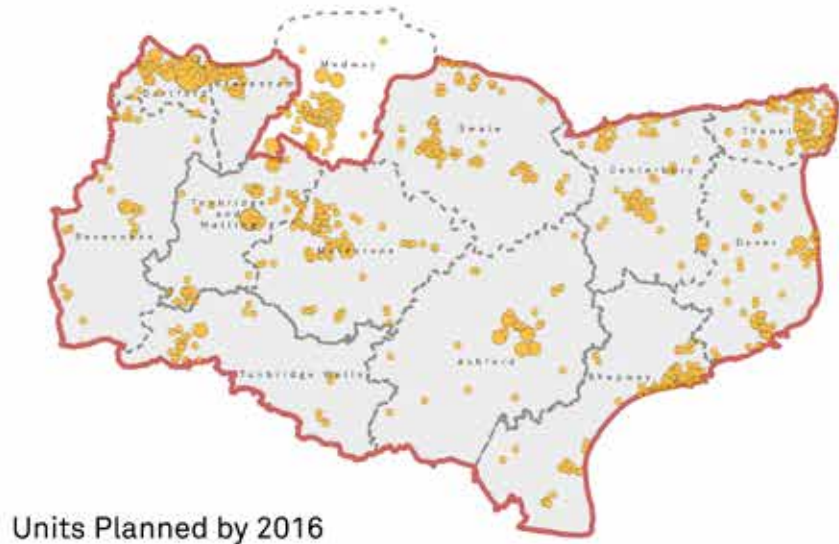 Medway
Dartford
Gravesham
Swale
Thanet
Canterbury
Tonbridge
and
Malling
Sevenoaks
Maidstone
Dover
Ashford
Shepway
Tunbridge Wells
Units Planned by 2016